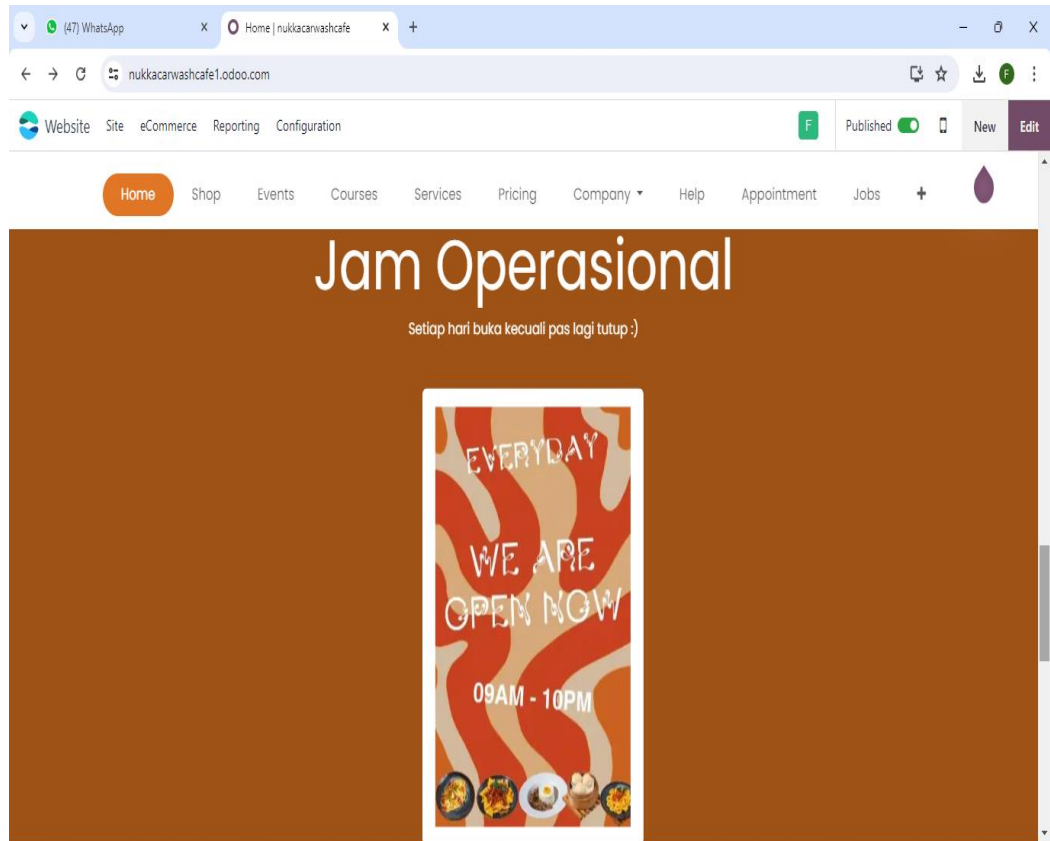 (47) WhatsApp
Home | nukkacarwashcafe
nukkacarwashcafe1.odoo.com
F
Website Site eCommerce Reporting Configuration F Published New Edit
Home Shop Events Courses Services Pricing Company Help Appointment Jobs +
Jam Operasional
Setiap hari buka kecuali pas lagi tutup :)
EVERYDAY
WE ARE
OPEN NOW
09AM - 10PM